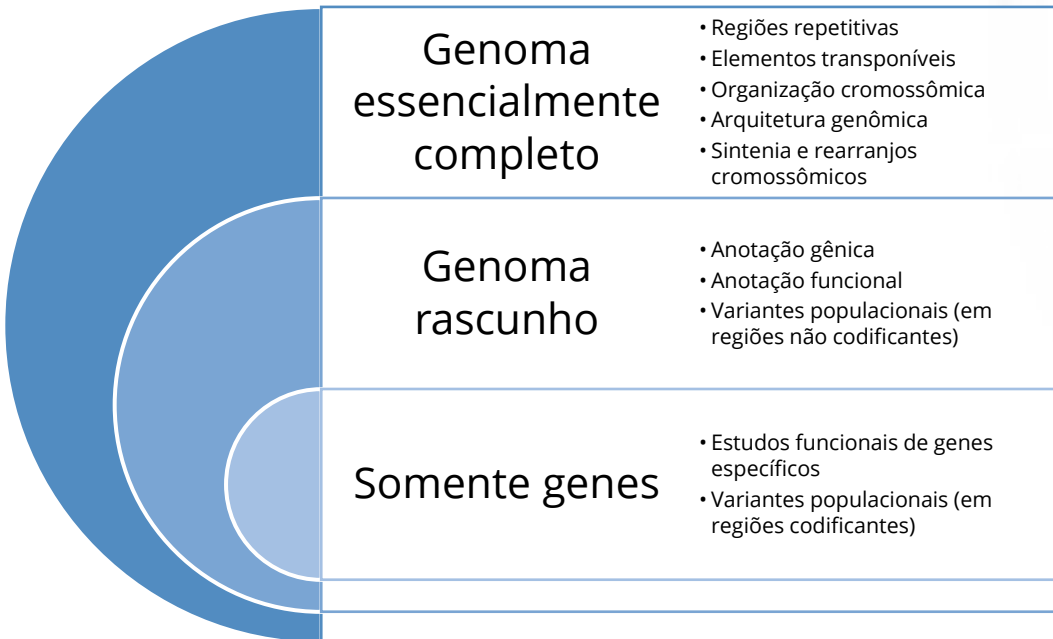 Genoma
essencialmente
completo
• Regiões repetitivas
• Elementos transponíveis
• Organização cromossômica
• Arquitetura genômica
• Sintenia e rearranjos
cromossômicos
Genoma
rascunho
• Anotação gênica
• Anotação funcional
• Variantes populacionais (em
regiões não codificantes)
Somente genes
• Estudos funcionais de genes
específicos
• Variantes populacionais (em
regiões codificantes)